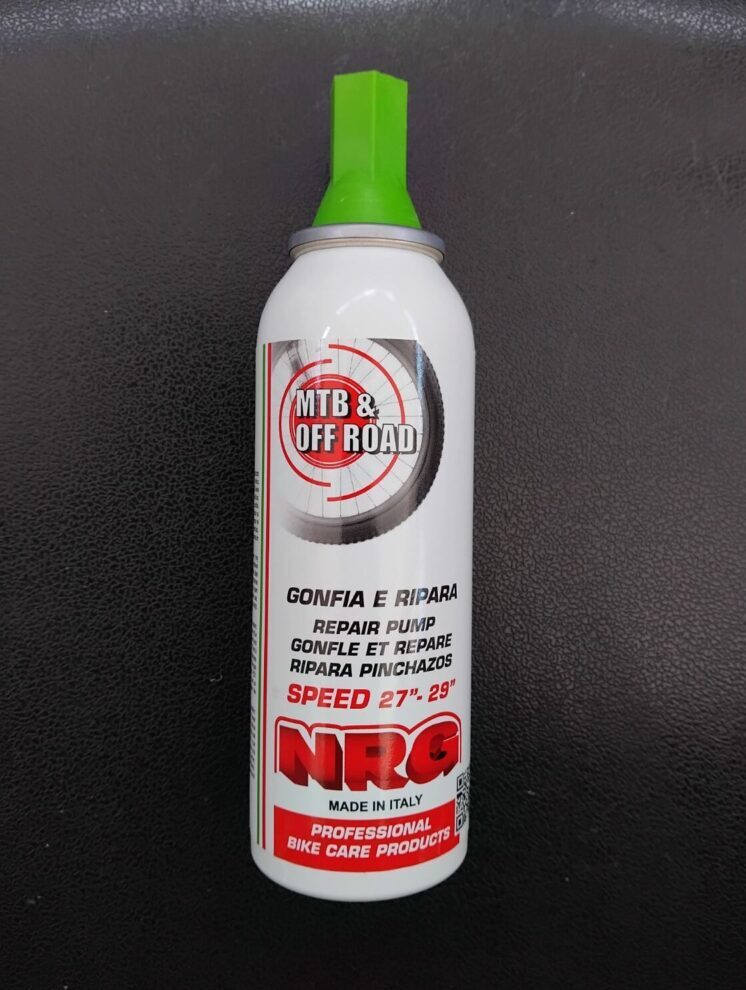 MTB &
OFF ROAD
GONFIA E RIPARA
REPAIR PUMP
GONFLE ET REPARE
RIPARA PINCHAZOS
SPEED 27”- 29”
NRG
MADE IN ITALY
PROFESSIONAL
BIKE CARE PRODUCTS